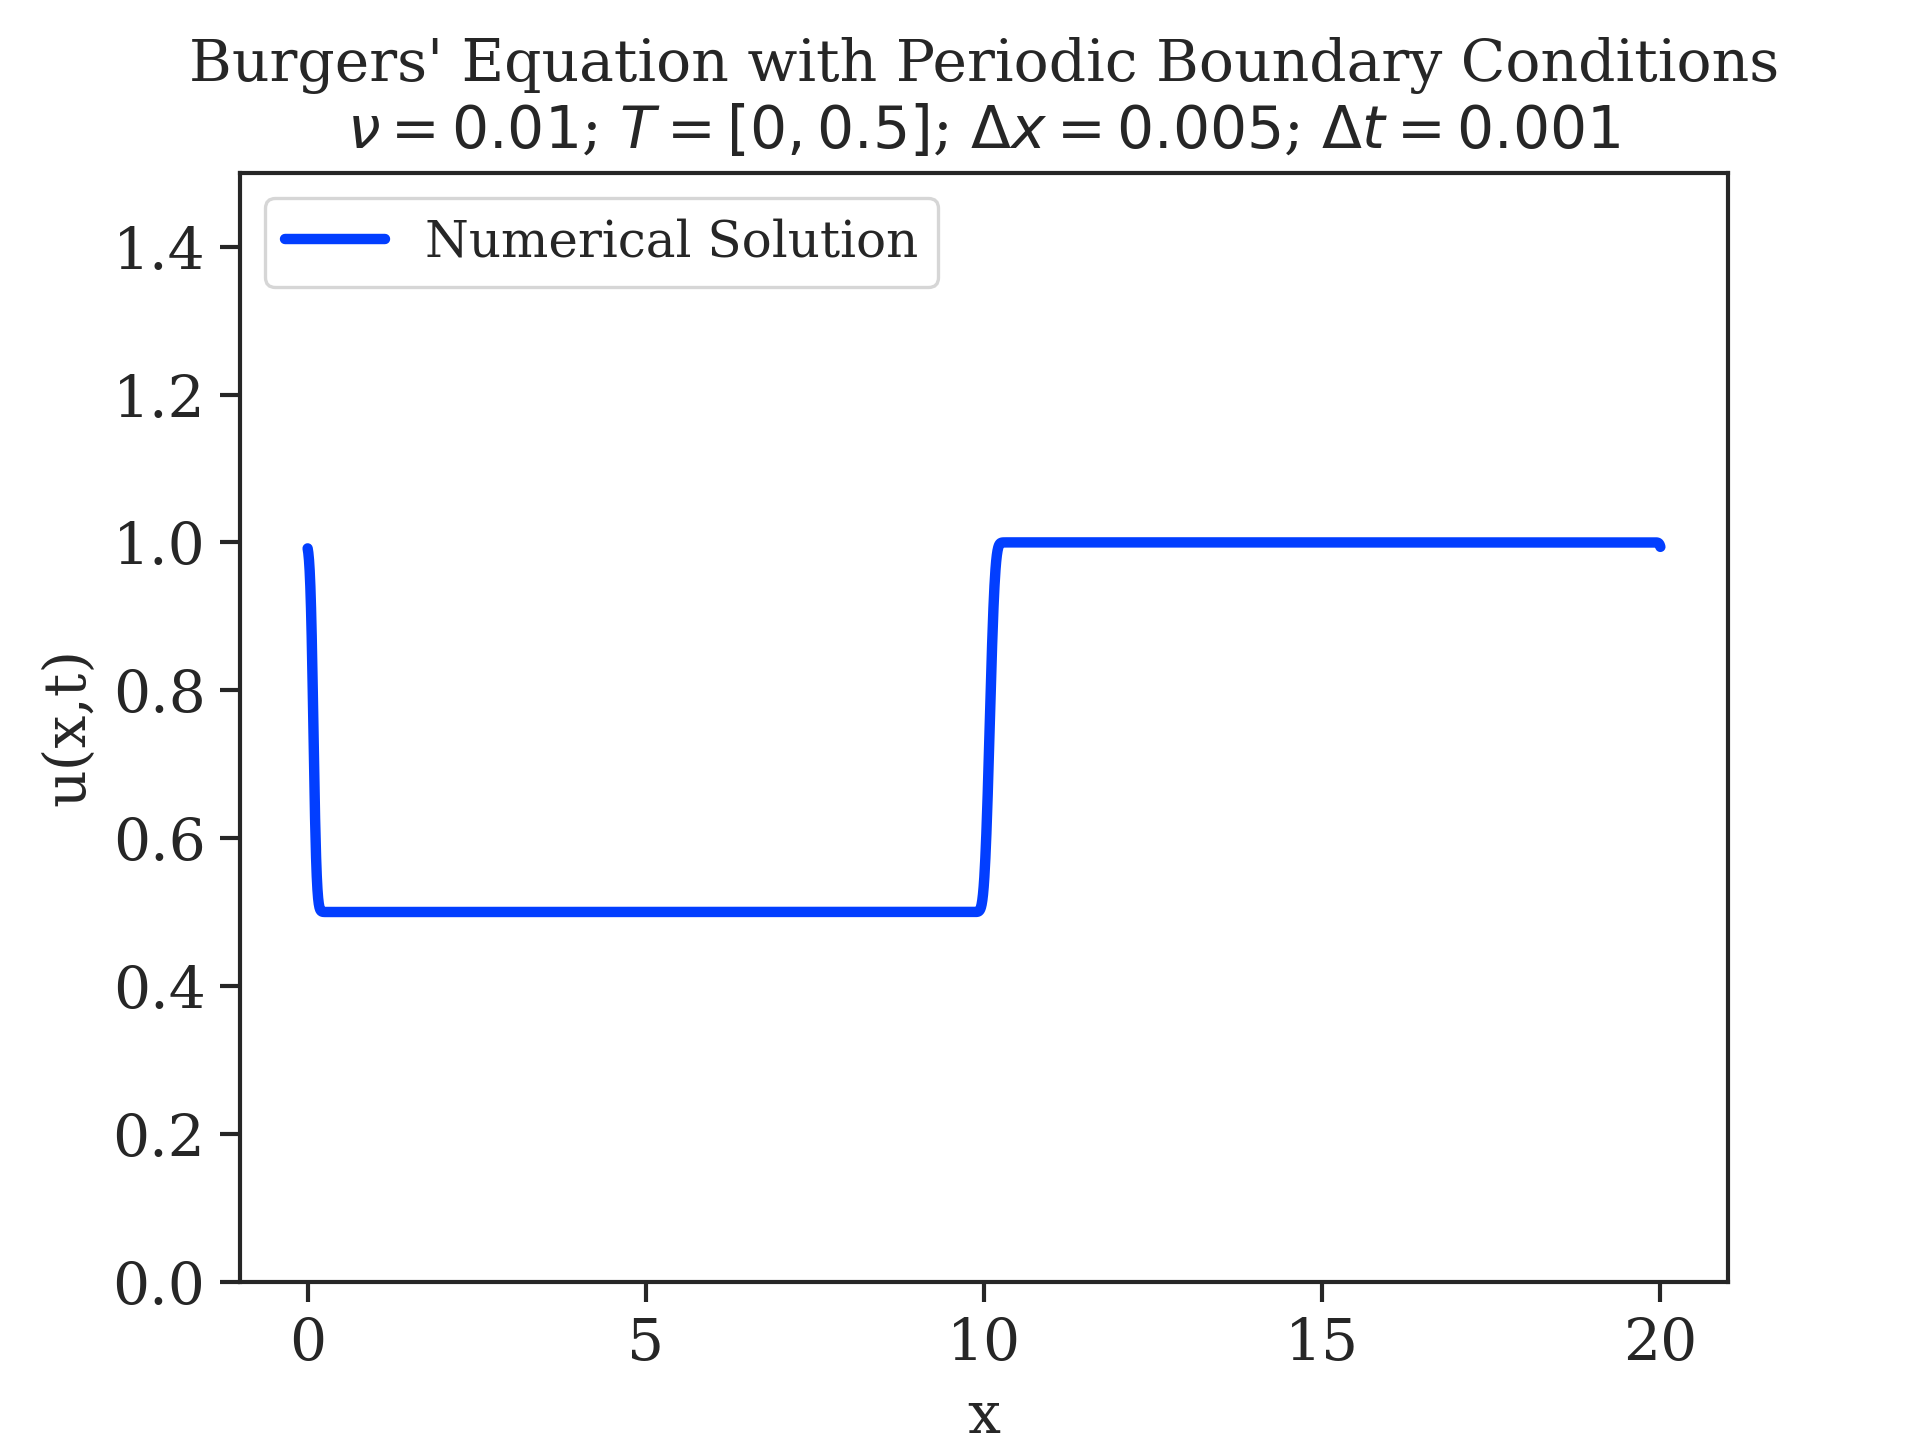 Burgers' Equation with Periodic Boundary Conditions
ν = 0.01; T = [0, 0.5]; Δx = 0.005; Δt = 0.001
Numerical Solution
1.4
1.2
1.0
0.8
0.6
0.4
0.2
0.0
u(x,t)
0 5 10 15 20
x